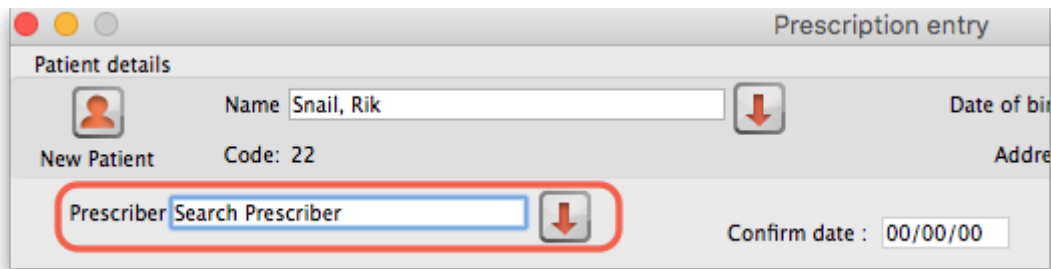 Prescription entry
Patient details
Name Snail, Rik Date of bir
New Patient Code: 22 Addre
Prescriber Search Prescriber
Confirm date : 00/00/00